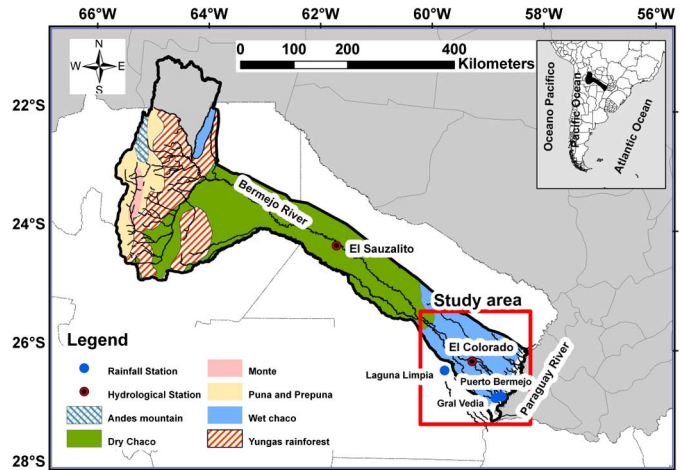 66°W
64°W
62°W
60°W
58°W
56°W
N
W
E
S
0
100
200
400
Kilometers
22°S
24°S
26°S
28°S
Oceano Pacífico
Pacific Ocean
Atlantic Ocean
Bermejo River
El Sauzalito
Study area
El Colorado
Laguna Limpia
Puerto Bermejo
Gral Vedia
Paraguay River
Legend
Rainfall Station
Hydrological Station
Andes mountain
Dry Chaco
Monte
Puna and Prepuna
Wet chaco
Yungas rainforest